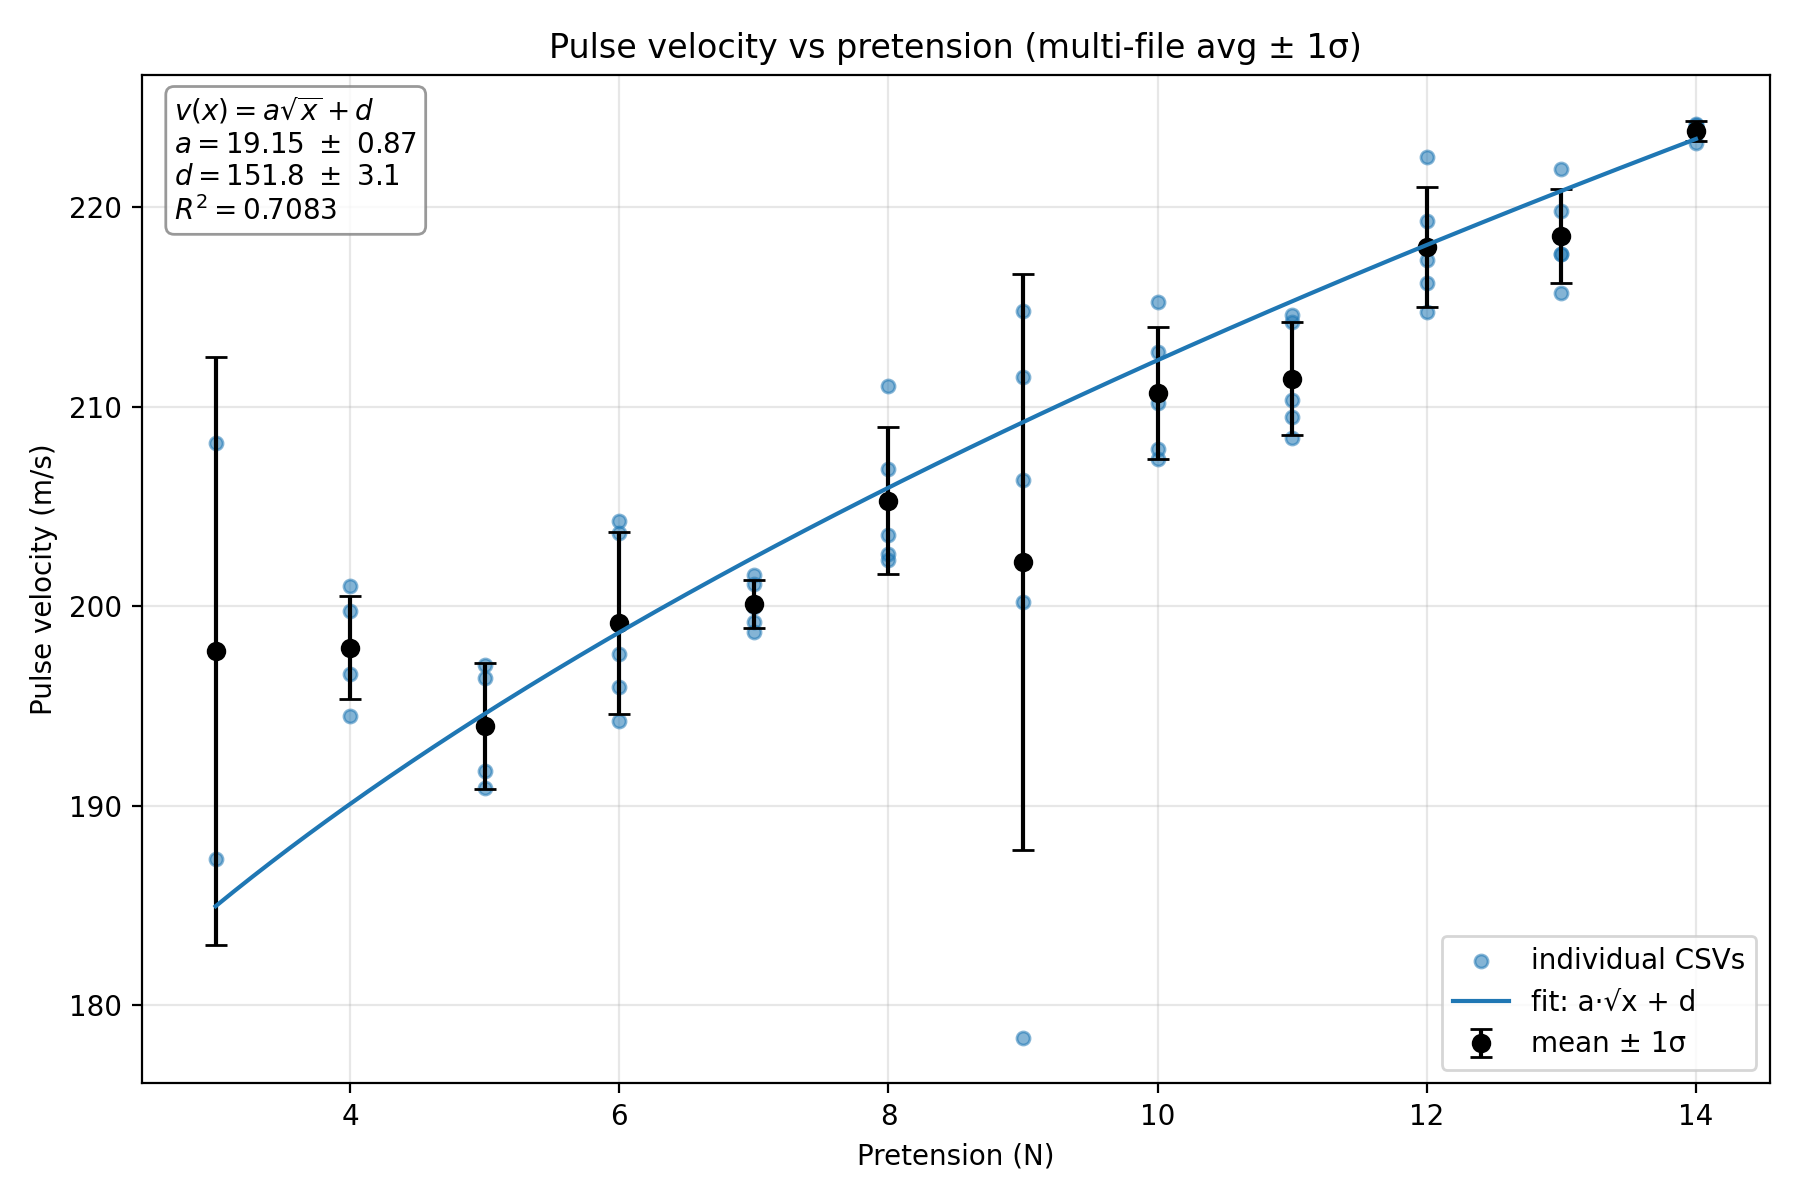 Pulse velocity vs pretension (multi-file avg ± 1σ)
v(x) = a√x + d
a = 19.15 ± 0.87
d = 151.8 ± 3.1
R² = 0.7083
220
210
200
190
180
Pulse velocity (m/s)
individual CSVs
fit: a·√x + d
mean ± 1σ
4 6 8 10 12 14
Pretension (N)